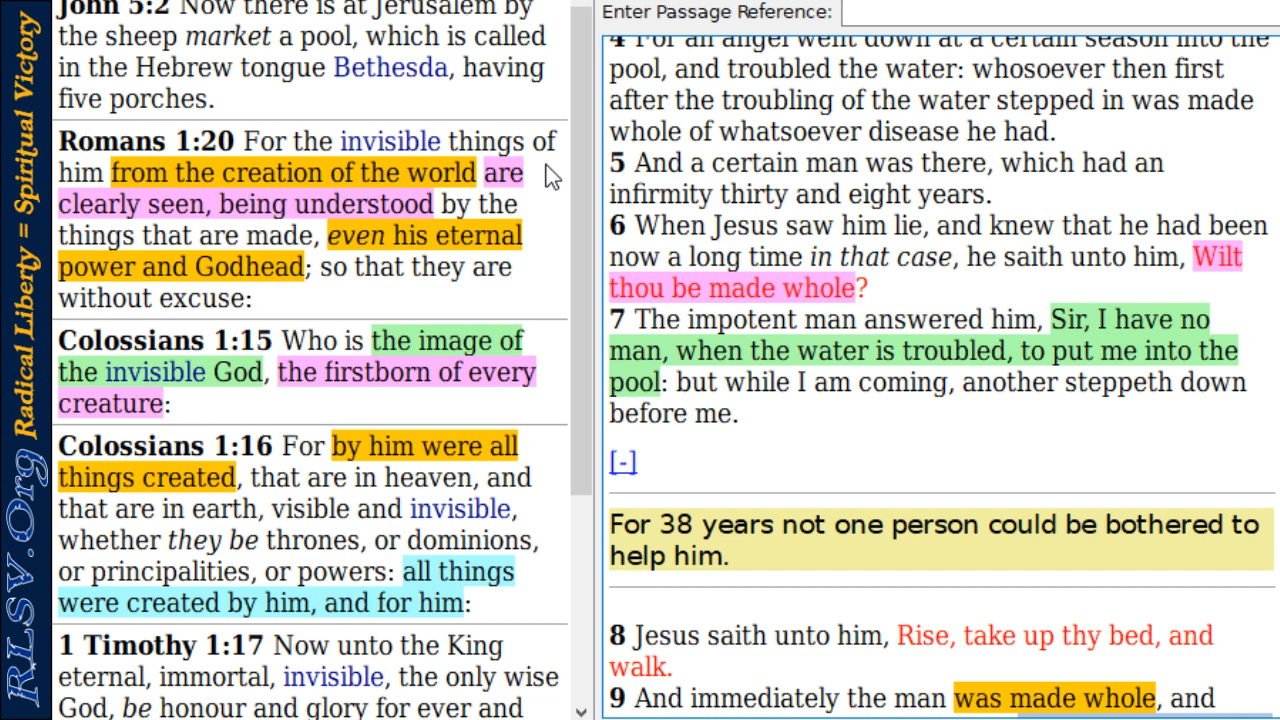 RLSV.Org Radical Liberty = Spiritual Victory
John 5:2 Now there is at Jerusalem by
the sheep market a pool, which is called
in the Hebrew tongue Bethesda, having
five porches.
Romans 1:20 For the invisible things of
him from the creation of the world are
clearly seen, being understood by the
things that are made, even his eternal
power and Godhead; so that they are
without excuse:
Colossians 1:15 Who is the image of
the invisible God, the firstborn of every
creature:
Colossians 1:16 For by him were all
things created, that are in heaven, and
that are in earth, visible and invisible,
whether they be thrones, or dominions,
or principalities, or powers: all things
were created by him, and for him:
1 Timothy 1:17 Now unto the King
eternal, immortal, invisible, the only wise
God, be honour and glory for ever and
Enter Passage Reference:
4 For an angel went down at a certain season into the
pool, and troubled the water: whosoever then first
after the troubling of the water stepped in was made
whole of whatsoever disease he had.
5 And a certain man was there, which had an
infirmity thirty and eight years.
6 When Jesus saw him lie, and knew that he had been
now a long time in that case, he saith unto him, Wilt
thou be made whole?
7 The impotent man answered him, Sir, I have no
man, when the water is troubled, to put me into the
pool: but while I am coming, another steppeth down
before me.
[-]
For 38 years not one person could be bothered to
help him.
8 Jesus saith unto him, Rise, take up thy bed, and
walk.
9 And immediately the man was made whole, and